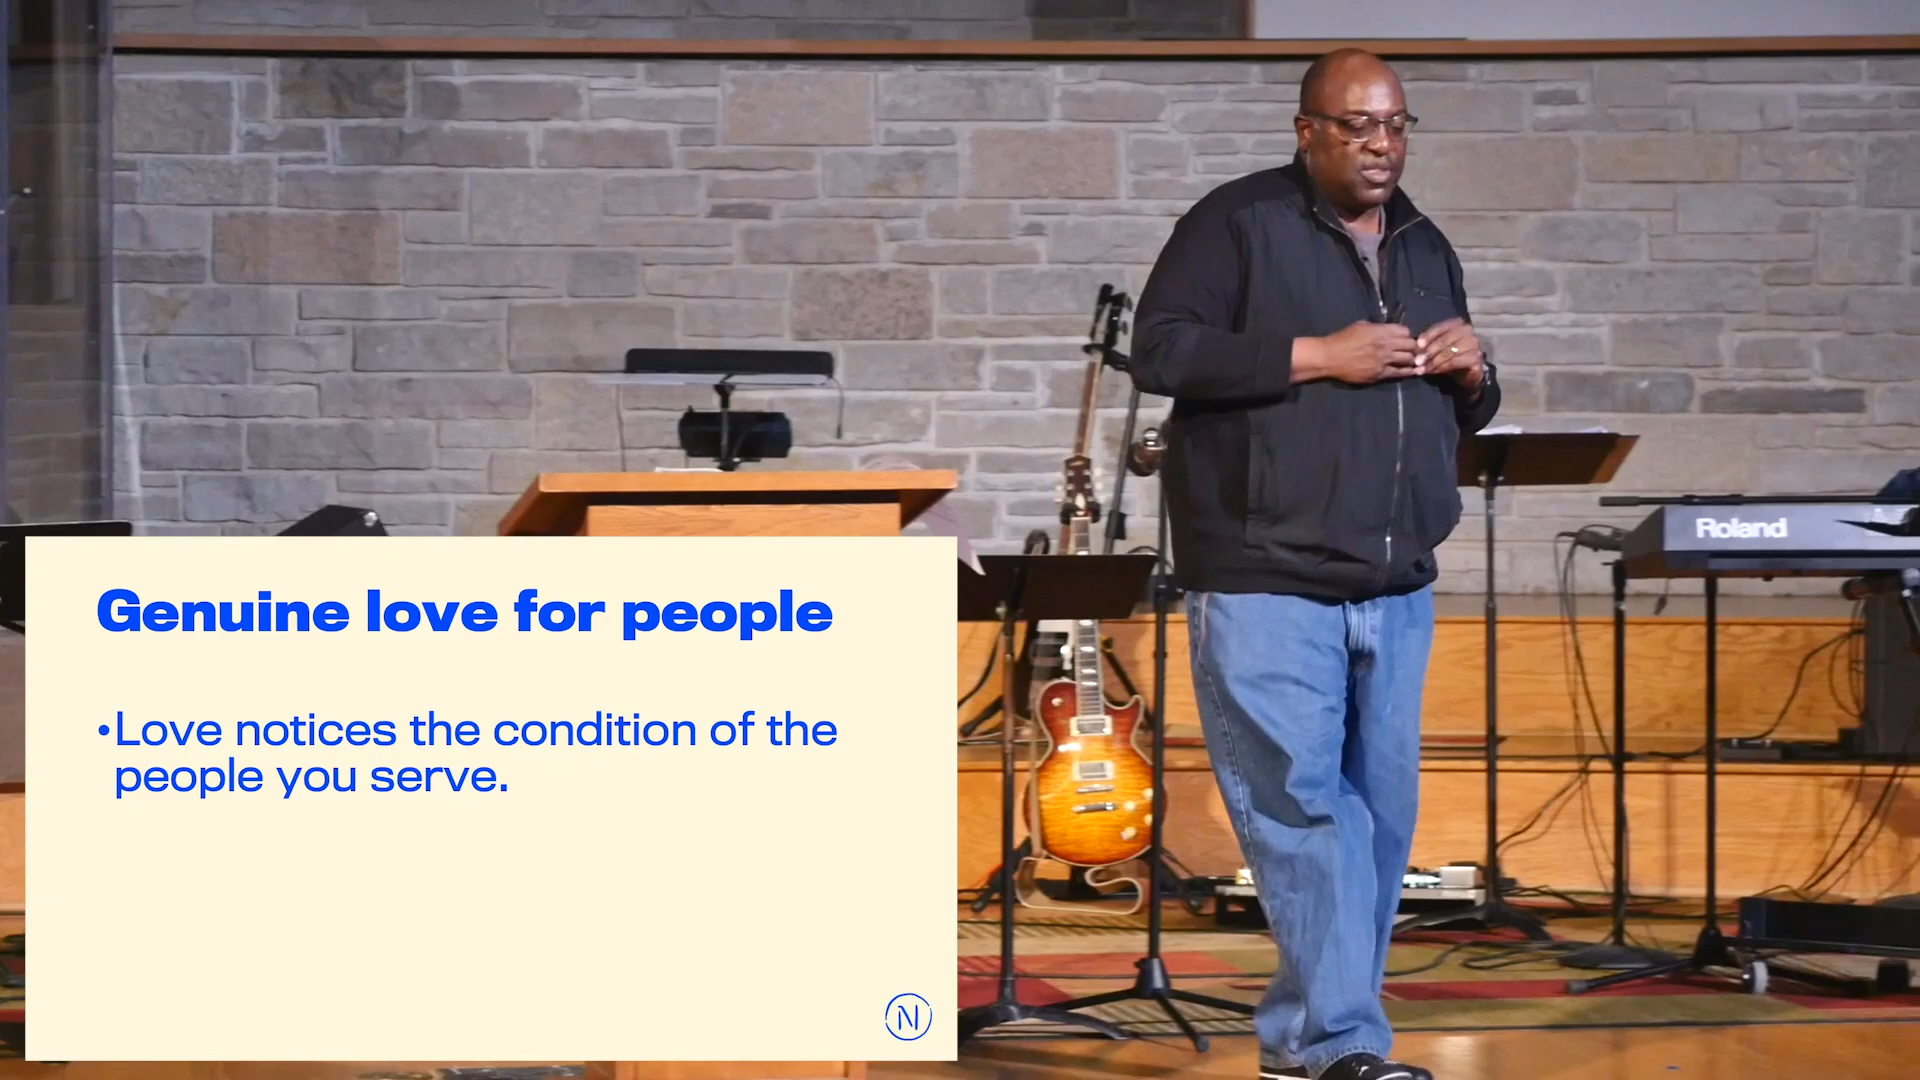 Roland
Genuine love for people
•Love notices the condition of the
people you serve.
N